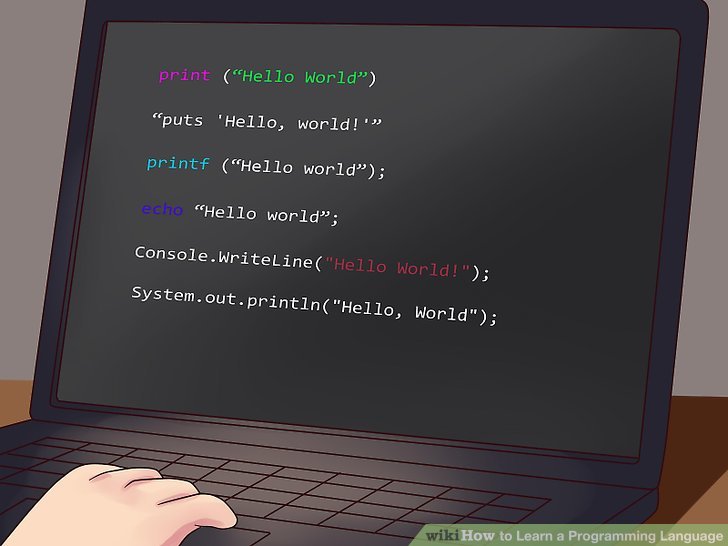 print (“Hello World”)
“puts 'Hello, world!'”
printf (“Hello world”);
echo “Hello world”;
Console.WriteLine("Hello World!");
System.out.println("Hello, World");
wikiHow to Learn a Programming Language